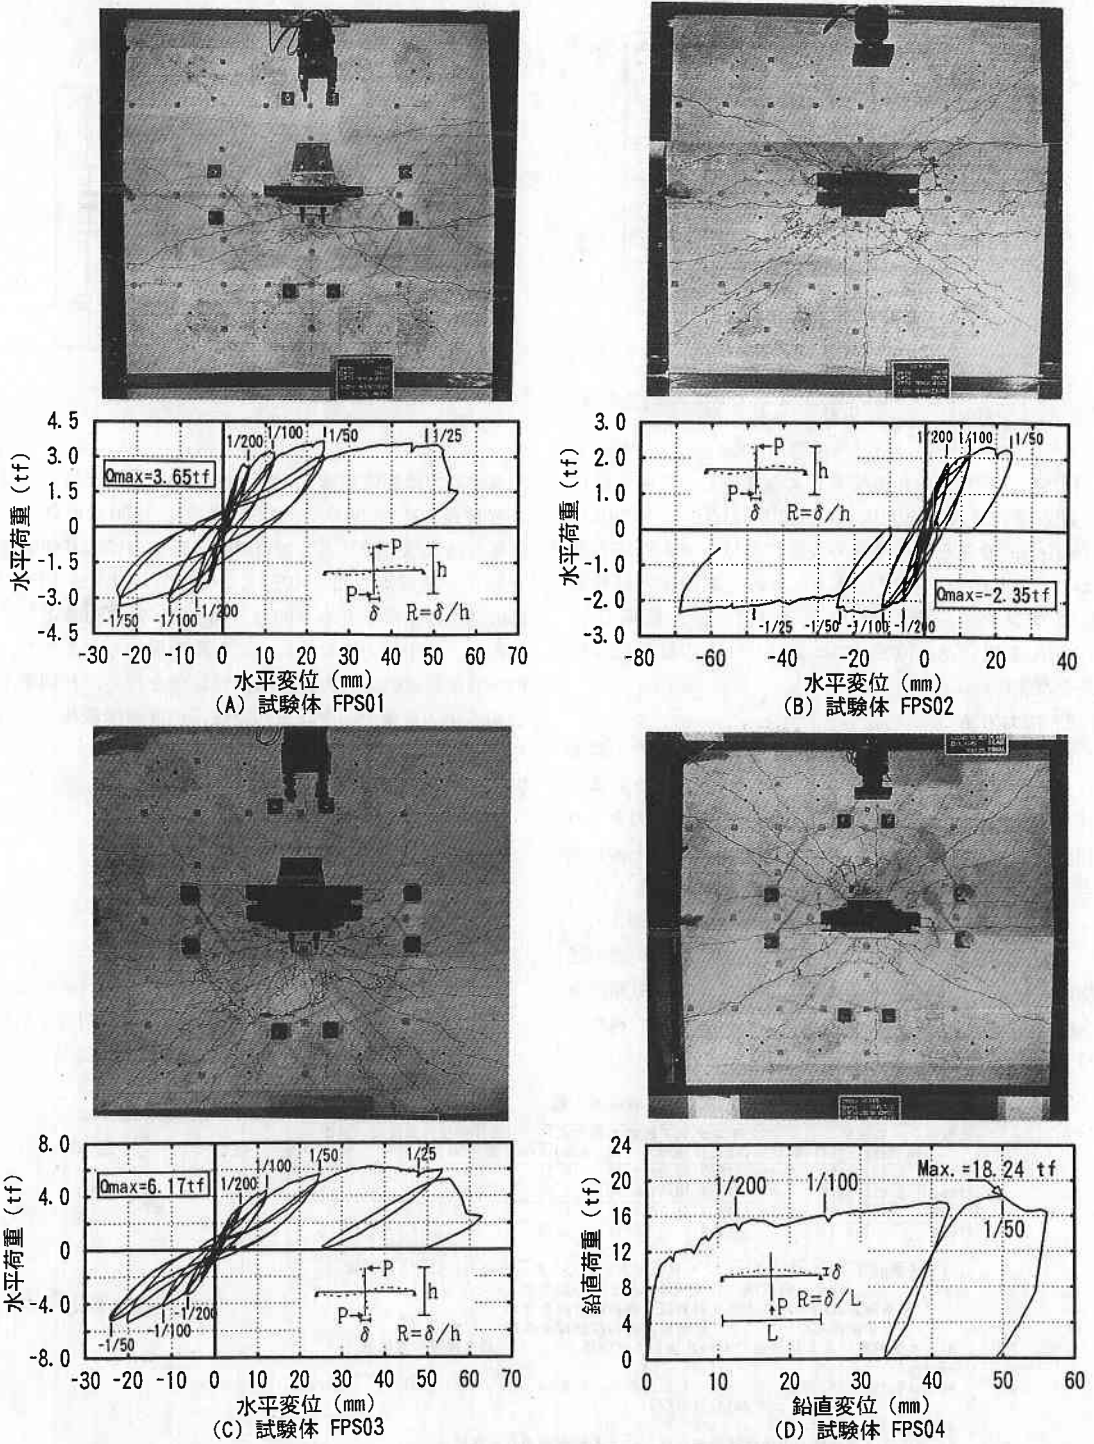 4.5
3.0
1.5
0
-1.5
-3.0
-4.5
水平荷重 (tf)
Qmax=3.65tf
1/200
1/100
1/50
1/25
-1/50
-1/100
-1/200
P
P
h
δ
R=δ/h
-30 -20 -10 0 10 20 30 40 50 60 70
水平変位 (mm)
(A) 試験体 FPS01
3.0
2.0
1.0
0
-1.0
-2.0
-3.0
水平荷重 (tf)
1/200
1/100
1/50
P
P
h
δ
R=δ/h
Qmax=-2.35tf
-1/25
-1/50
-1/100
-1/200
-80 -60 -40 -20 0 20 40
水平変位 (mm)
(B) 試験体 FPS02
8.0
4.0
0
-4.0
-8.0
水平荷重 (tf)
Qmax=6.17tf
1/200
1/100
1/50
1/25
-1/50
-1/100
-1/200
P
P
h
δ
R=δ/h
-30 -20 -10 0 10 20 30 40 50 60 70
水平変位 (mm)
(C) 試験体 FPS03
24
20
16
12
8
4
0
鉛直荷重 (tf)
Max.=18.24 tf
1/200
1/100
1/50
δ
P
R=δ/L
L
0 10 20 30 40 50 60
鉛直変位 (mm)
(D) 試験体 FPS04